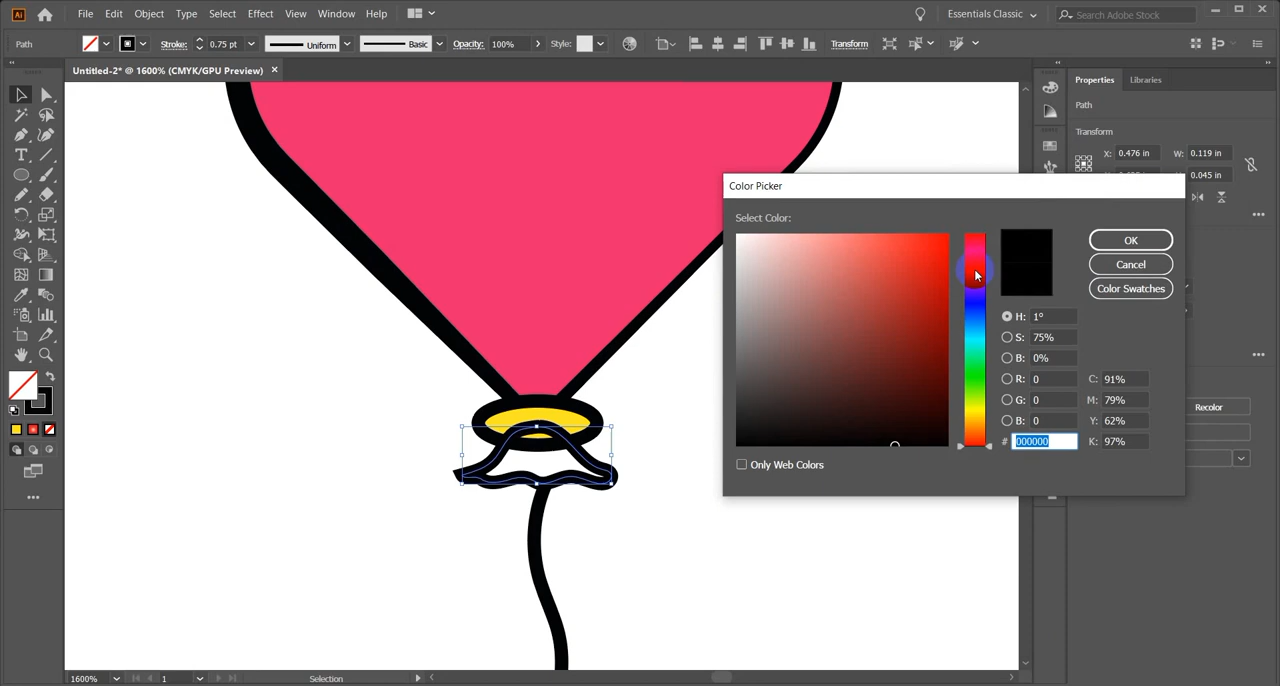 Ai File Edit Object Type Select Effect View Window Help Essentials Classic Search Adobe Stock
Path Stroke: 0.75 pt Uniform Basic Opacity: 100% Style: Transform
Untitled-2* @ 1600% (CMYK/GPU Preview)
Properties Libraries
Path
Transform
X: 0.476 in W: 0.119 in
0.045 in
Color Picker
Select Color:
OK
Cancel
Color Swatches
H: 1°
S: 75%
B: 0%
R: 0 C: 91%
G: 0 M: 79%
B: 0 Y: 62%
# 000000 K: 97%
Only Web Colors
Recolor
1600% 1 Selection